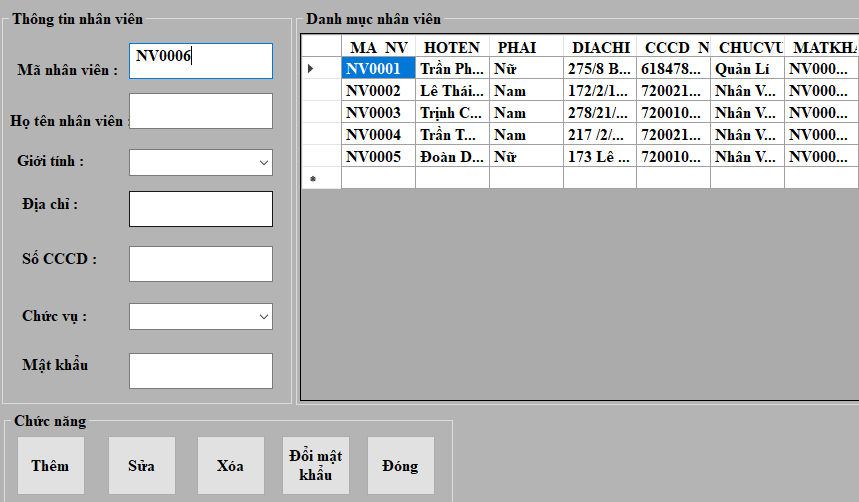 Thông tin nhân viên
Mã nhân viên : NV0006
Họ tên nhân viên :
Giới tính :
Địa chỉ :
Số CCCD :
Chức vụ :
Mật khẩu
Danh mục nhân viên
MA_NV HOTEN PHAI DIACHI CCCD_N CHUCVU MATKHA
NV0001 Trần Ph... Nữ 275/8 B... 618478... Quản Lí NV000...
NV0002 Lê Thái... Nam 172/2/1... 720021... Nhân V... NV000...
NV0003 Trịnh C... Nam 278/21/... 720010... Nhân V... NV000...
NV0004 Trần T... Nam 217 /2/... 720021... Nhân V... NV000...
NV0005 Đoàn D... Nữ 173 Lê ... 720010... Nhân V... NV000...
Chức năng
Thêm Sửa Xóa Đổi mật khẩu Đóng